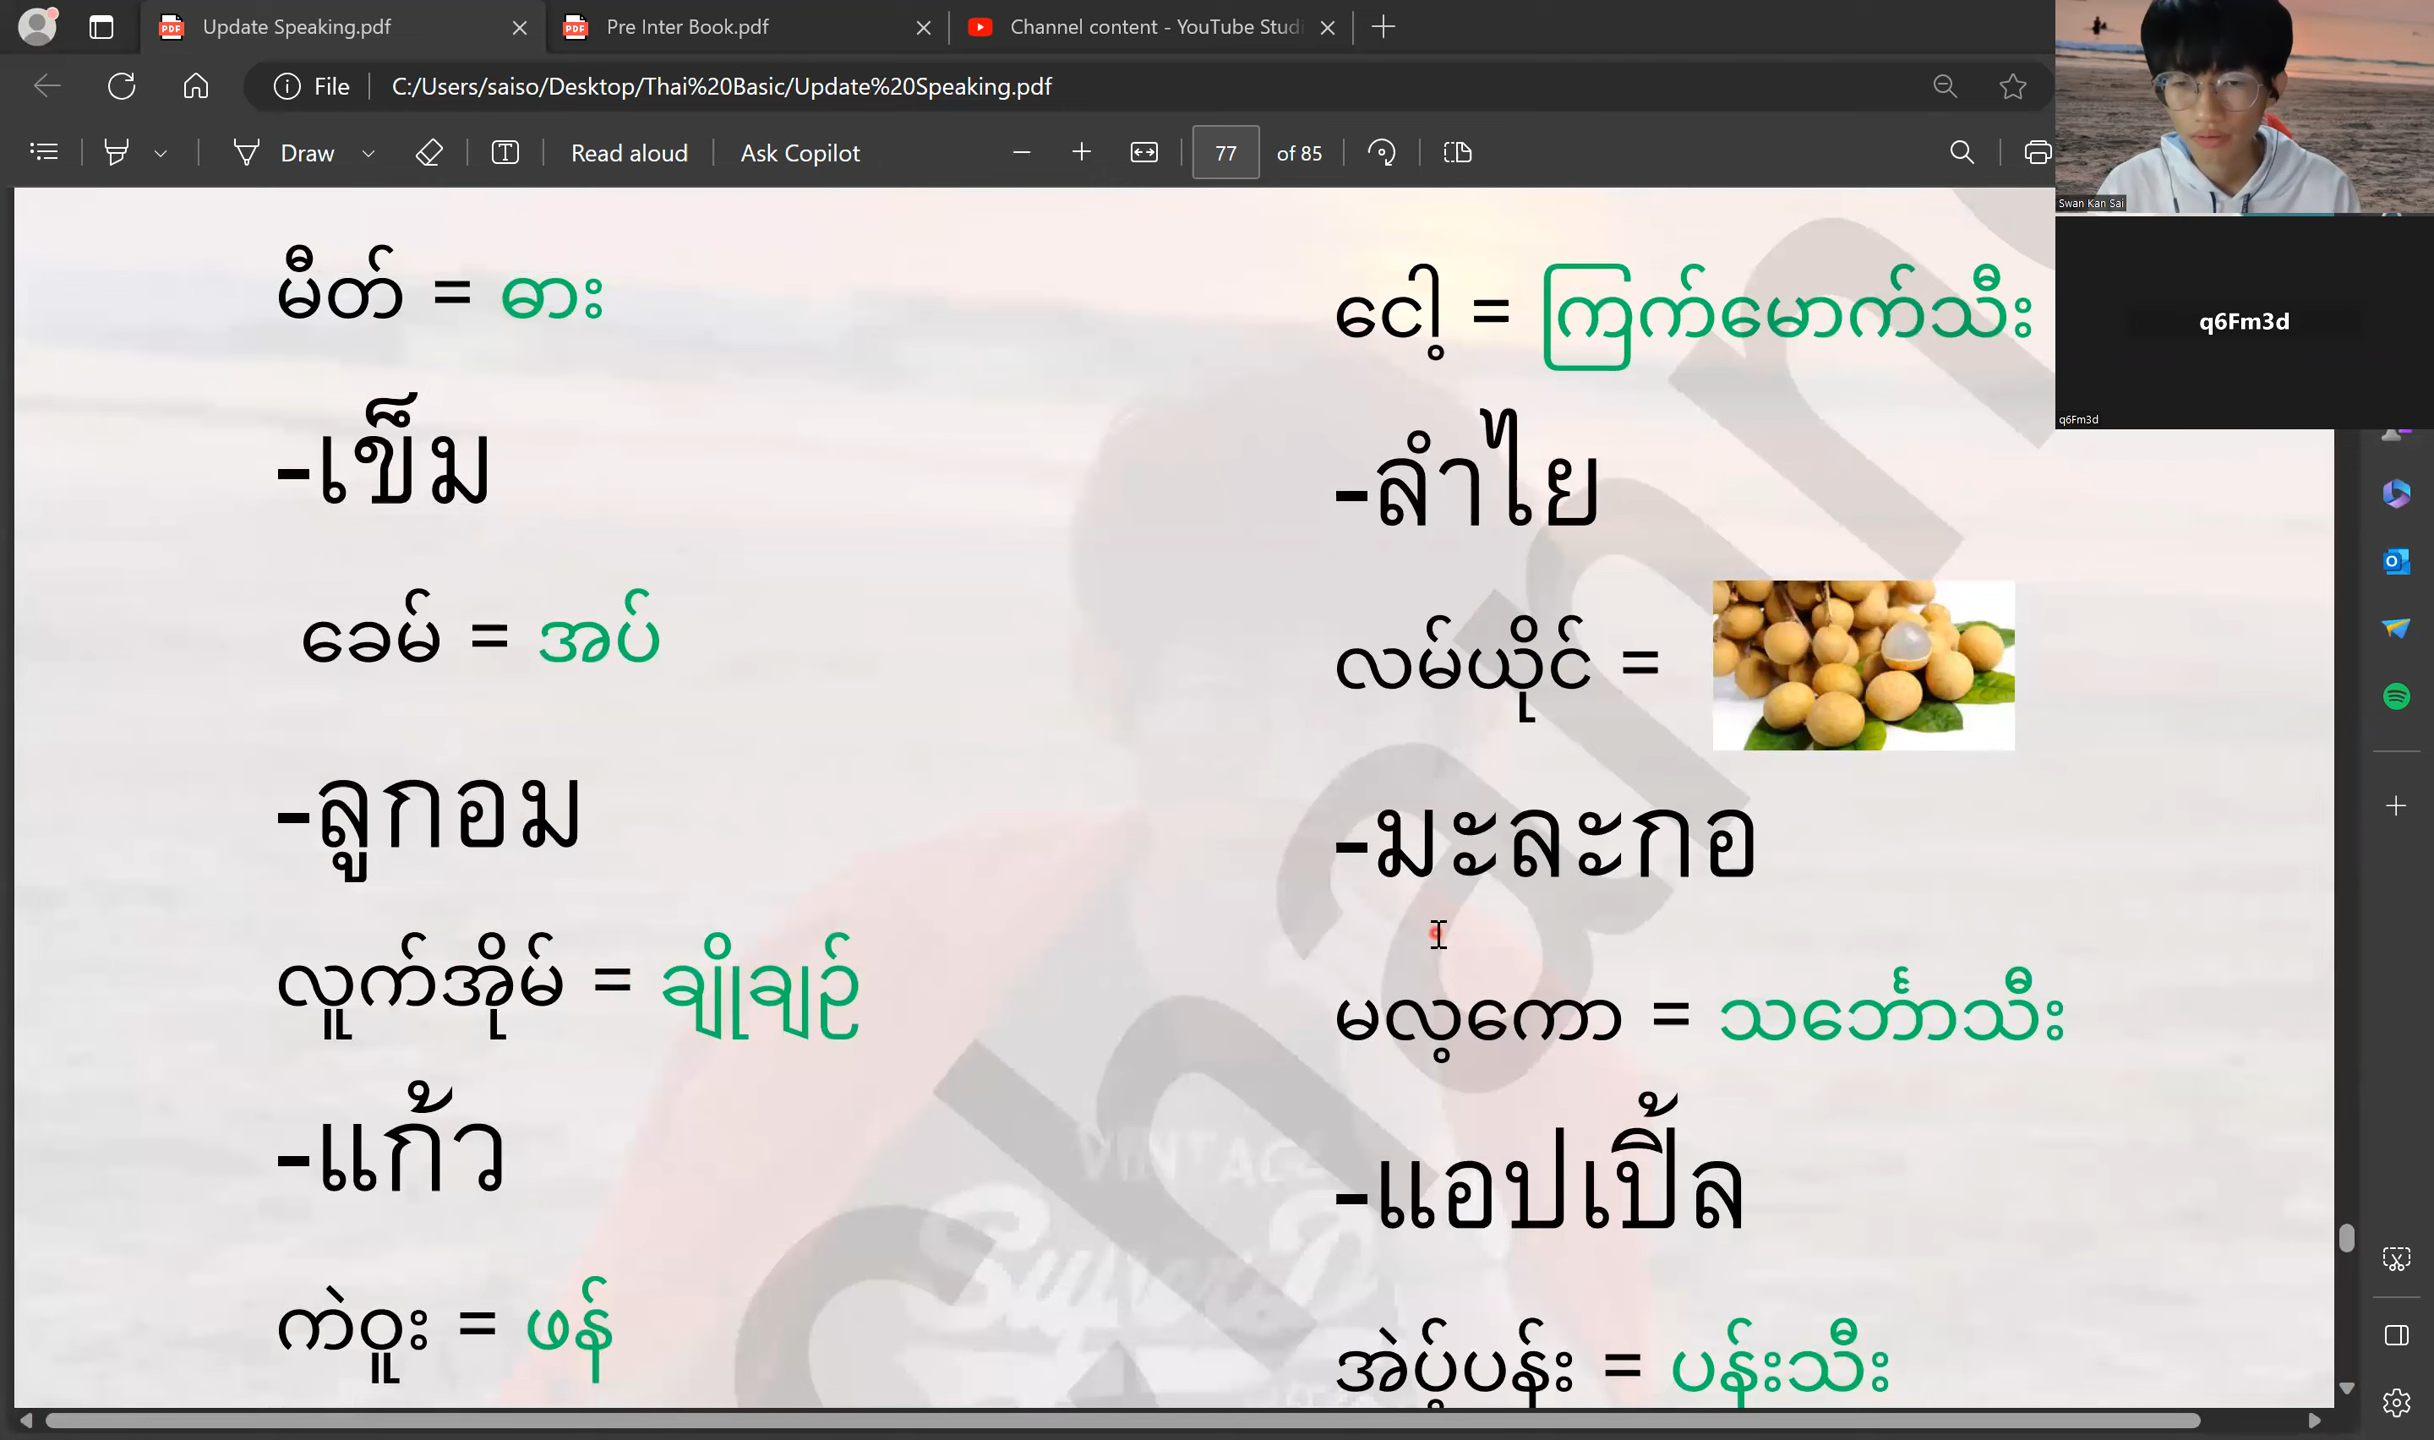 Update Speaking.pdf
Pre Inter Book.pdf
Channel content - YouTube Studi
File
C:/Users/saiso/Desktop/Thai%20Basic/Update%20Speaking.pdf
Draw
Read aloud
Ask Copilot
77 of 85
Swan Kan Sai
q6Fm3d
q6Fm3d
မီတ် = ဓား
-เข็ม
ခေမ် = အပ်
-ลูกอม
လူက်အိုမ် = ချိုချဉ်
-แก้ว
ကဲဝူး = ဖန်
ငေါ့ = ကြက်မောက်သီး
-ลำไย
လမ်ယိုင် =
-มะละกอ
မလ့ကော = သင်္ဘောသီး
-แอปเปิ้ล
အဲပ့်ပန်း = ပန်းသီး
VINTAGE